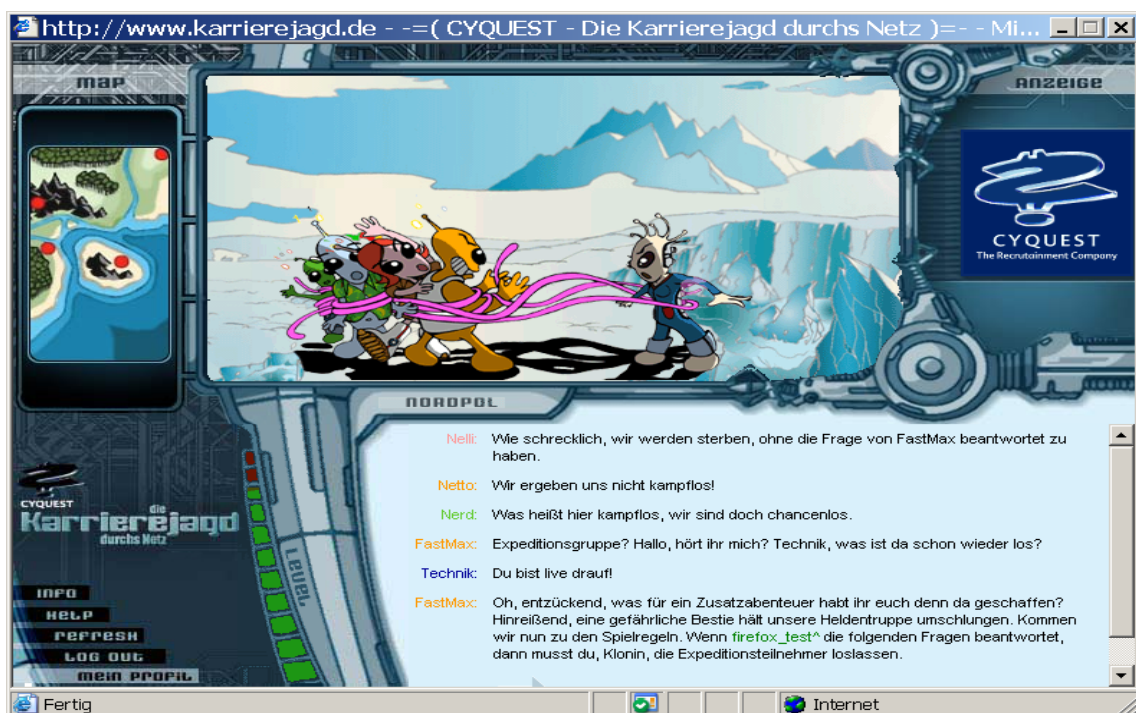 http://www.karrierejagd.de - -=( CYQUEST - Die Karrierejagd durchs Netz )=- - Mi...
map
ANZEIGE
CYQUEST
The Recrutainment Company
NORDPOL
Nelli: Wie schrecklich, wir werden sterben, ohne die Frage von FastMax beantwortet zu
haben.
Netto: Wir ergeben uns nicht kampflos!
Nerd: Was heißt hier kampflos, wir sind doch chancenlos.
FastMax: Expeditionsgruppe? Hallo, hört ihr mich? Technik, was ist da schon wieder los?
Technik: Du bist live drauf!
FastMax: Oh, entzückend, was für ein Zusatzabenteuer habt ihr euch denn da geschaffen?
Hinreißend, eine gefährliche Bestie hält unsere Heldentruppe umschlungen. Kommen
wir nun zu den Spielregeln. Wenn firefox_test^ die folgenden Fragen beantwortet,
dann musst du, Klonin, die Expeditionsteilnehmer loslassen.
CYQUEST
die
Karrierejagd
durchs Netz
LEVEL
INFO
HELP
REFRESH
LOG OUT
mein PROFIL
Fertig
Internet